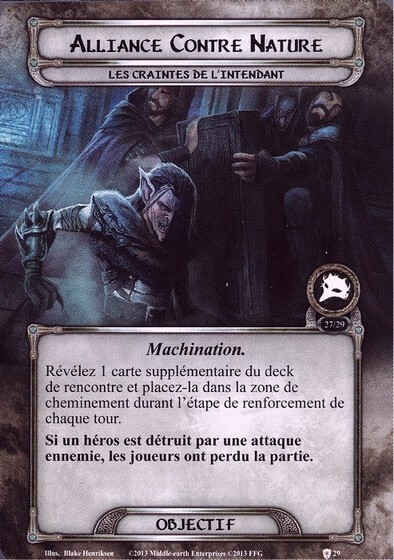 Alliance Contre Nature
Les Craintes de l'Intendant
27/29
Machination.
Révélez 1 carte supplémentaire du deck
de rencontre et placez-la dans la zone de
cheminement durant l'étape de renforcement de
chaque tour.
Si un héros est détruit par une attaque
ennemie, les joueurs ont perdu la partie.
OBJECTIF
Illus. Blake Henriksen ©2013 Middle-earth Enterprises ©2013 FFG 29